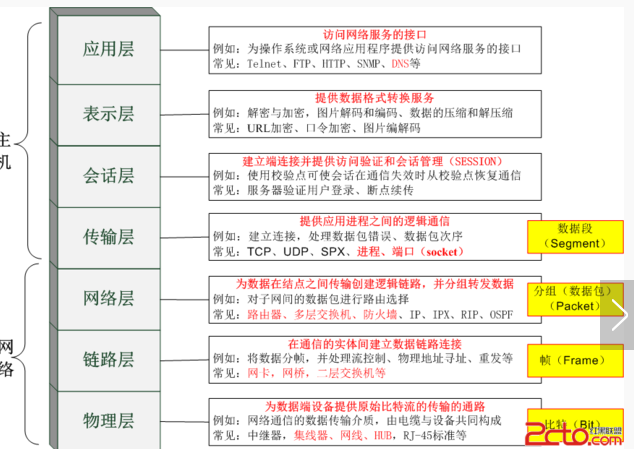 应用层
访问网络服务的接口
例如：为操作系统或网络应用程序提供访问网络服务的接口
常见：Telnet、FTP、HTTP、SNMP、DNS等
表示层
提供数据格式转换服务
例如：解密与加密，图片解码和编码、数据的压缩和解压缩
常见：URL加密、口令加密、图片编解码
主机
会话层
建立端连接并提供访问验证和会话管理（SESSION）
例如：使用校验点可使会话在通信失效时从校验点恢复通信
常见：服务器验证用户登录、断点续传
传输层
提供应用进程之间的逻辑通信
例如：建立连接，处理数据包错误、数据包次序
常见：TCP、UDP、SPX、进程、端口（socket）
数据段
（Segment）
网络层
为数据在结点之间传输创建逻辑链路，并分组转发数据
例如：对子网间的数据包进行路由选择
常见：路由器、多层交换机、防火墙、IP、IPX、RIP、OSPF
分组（数据包）
（Packet）
网络
链路层
在通信的实体间建立数据链路连接
例如：将数据分帧，并处理流控制、物理地址寻址、重发等
常见：网卡，网桥，二层交换机等
帧（Frame）
物理层
为数据端设备提供原始比特流的传输的通路
例如：网络通信的数据传输介质，由电缆与设备共同构成
常见：中继器，集线器、网线、HUB，RJ-45标准等
比特（Bit）
2cto.com
红黑联盟